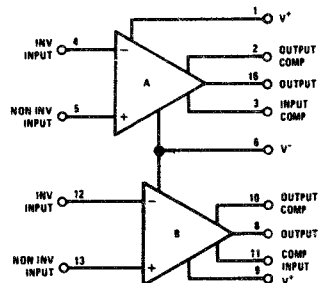 1 V+
INV
INPUT
4
2 OUTPUT
COMP
A
15 OUTPUT
NON INV
INPUT
5
3 INPUT
COMP
6 V-
INV
INPUT
12
10 OUTPUT
COMP
B
8 OUTPUT
NON INV
INPUT
13
11 COMP
INPUT
9 V+